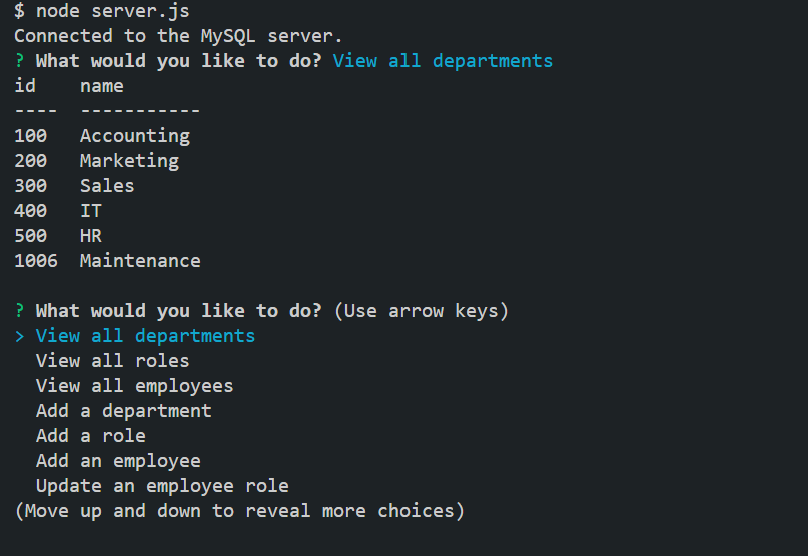 $ node server.js
Connected to the MySQL server.
? What would you like to do? View all departments
id    name
----  -----------
100   Accounting
200   Marketing
300   Sales
400   IT
500   HR
1006  Maintenance
? What would you like to do? (Use arrow keys)
> View all departments
  View all roles
  View all employees
  Add a department
  Add a role
  Add an employee
  Update an employee role
(Move up and down to reveal more choices)